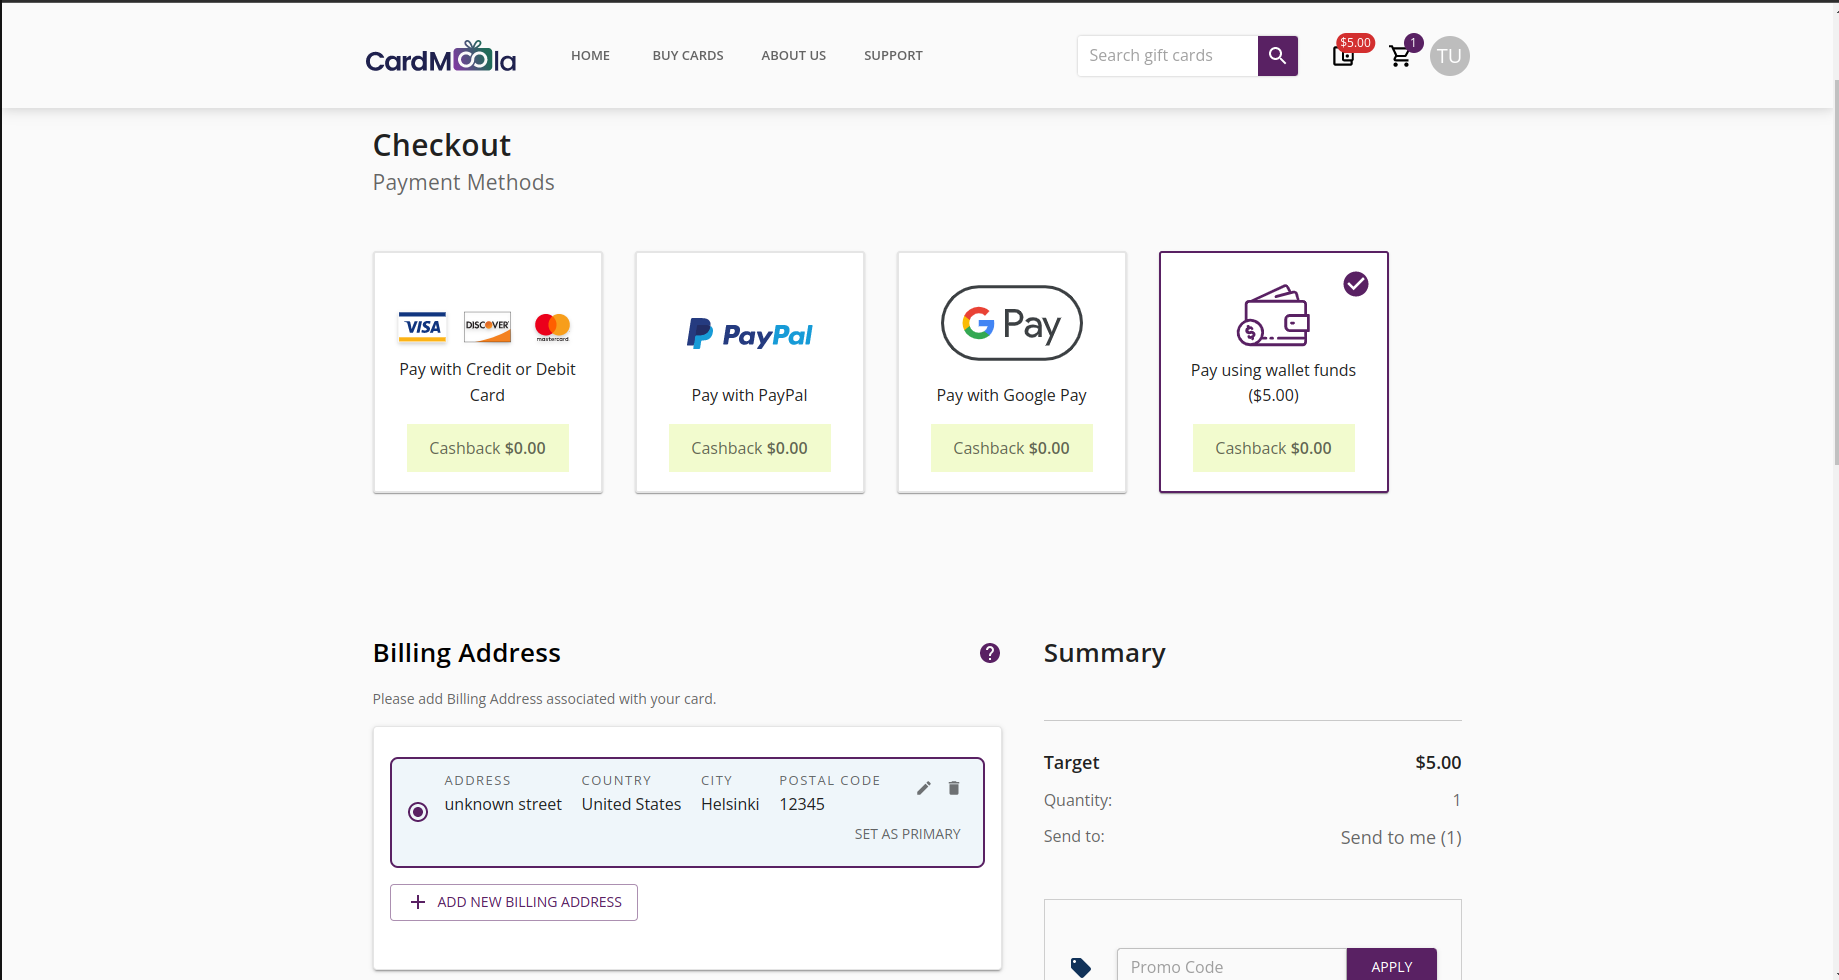 CardMoola
HOME BUY CARDS ABOUT US SUPPORT
Search gift cards
$5.00
1
TU
Checkout
Payment Methods
VISA DISCOVER mastercard
Pay with Credit or Debit
Card
Cashback $0.00
PayPal
Pay with PayPal
Cashback $0.00
G Pay
Pay with Google Pay
Cashback $0.00
$
Pay using wallet funds
($5.00)
Cashback $0.00
Billing Address
?
Please add Billing Address associated with your card.
ADDRESS COUNTRY CITY POSTAL CODE
unknown street United States Helsinki 12345
SET AS PRIMARY
+ ADD NEW BILLING ADDRESS
Summary
Target $5.00
Quantity: 1
Send to: Send to me (1)
Promo Code APPLY